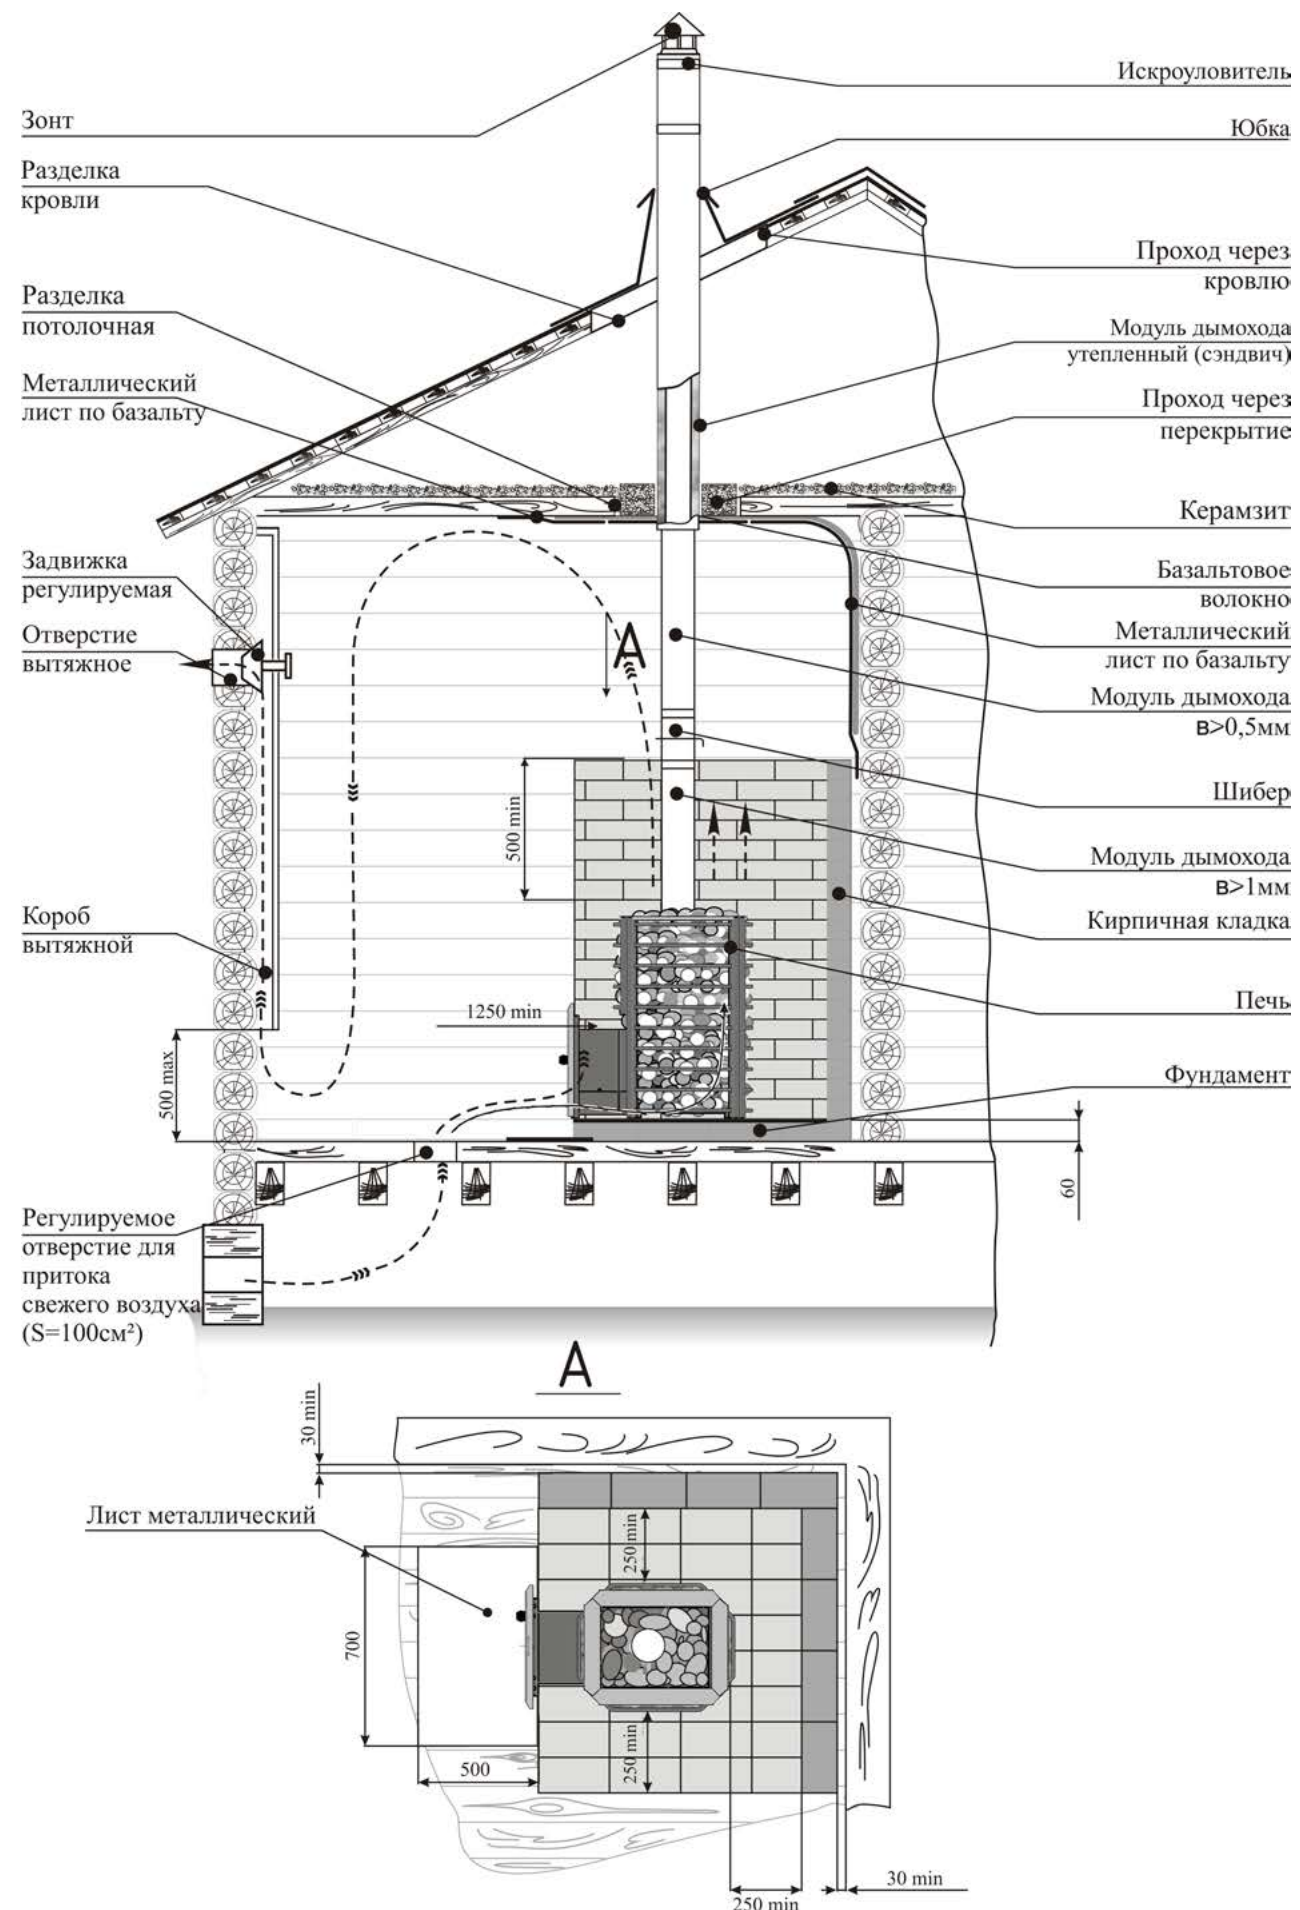 Зонт
Разделка
кровли
Разделка
потолочная
Металлический
лист по базальту
Задвижка
регулируемая
Отверстие
вытяжное
Короб
вытяжной
Регулируемое
отверстие для
притока
свежего воздуха
(S=100см²)
Искроуловитель
Юбка
Проход через
кровлю
Модуль дымохода
утепленный (сэндвич)
Проход через
перекрытие
Керамзит
Базальтовое
волокно
Металлический
лист по базальту
Модуль дымохода
в>0,5мм
Шибер
Модуль дымохода
в>1мм
Кирпичная кладка
Печь
Фундамент
А
500 min
1250 min
500 max
60
А
30 min
Лист металлический
250 min
700
500
250 min
250 min
30 min